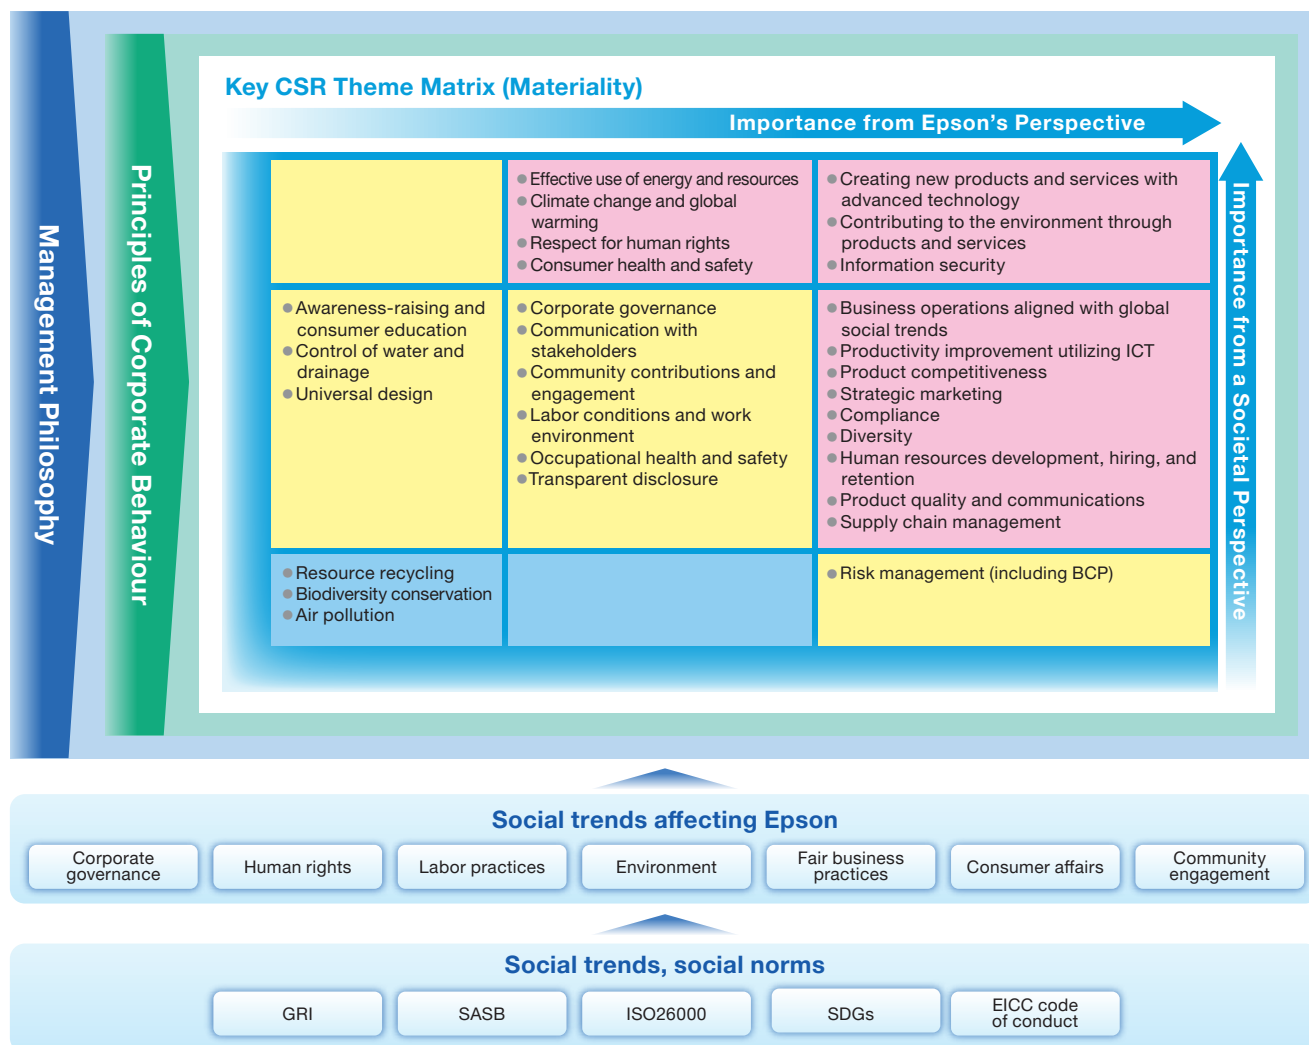 Management Philosophy
Principles of Corporate Behaviour
Key CSR Theme Matrix (Materiality)
Importance from Epson's Perspective
Importance from a Societal Perspective
● Effective use of energy and resources
● Climate change and global
warming
● Respect for human rights
● Consumer health and safety
● Creating new products and services with
advanced technology
● Contributing to the environment through
products and services
● Information security
● Awareness-raising and
consumer education
● Control of water and
drainage
● Universal design
● Corporate governance
● Communication with
stakeholders
● Community contributions and
engagement
● Labor conditions and work
environment
● Occupational health and safety
● Transparent disclosure
● Business operations aligned with global
social trends
● Productivity improvement utilizing ICT
● Product competitiveness
● Strategic marketing
● Compliance
● Diversity
● Human resources development, hiring, and
retention
● Product quality and communications
● Supply chain management
● Resource recycling
● Biodiversity conservation
● Air pollution
● Risk management (including BCP)
Social trends affecting Epson
Corporate
governance
Human rights
Labor practices
Environment
Fair business
practices
Consumer affairs
Community
engagement
Social trends, social norms
GRI
SASB
ISO26000
SDGs
EICC code
of conduct